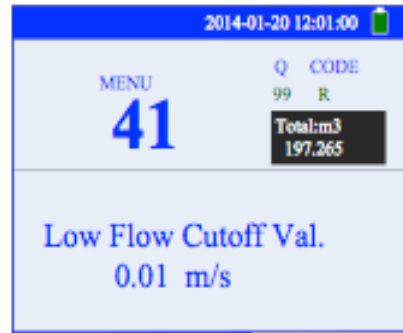 2014-01-20 12:01:00
MENU
41
Q CODE
99 R
Total:m3
197.265
Low Flow Cutoff Val.
0.01 m/s